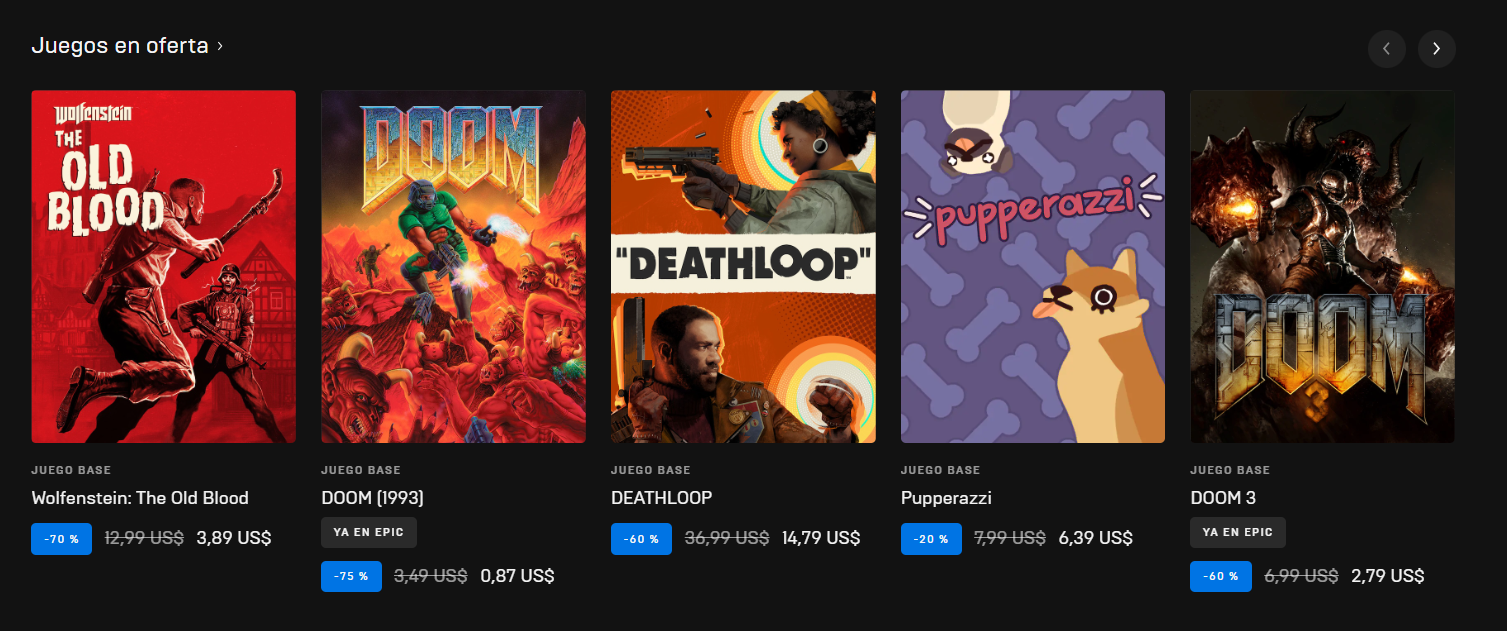 Juegos en oferta ›
Wolfenstein
THE
OLD
BLOOD
DOOM
"DEATHLOOP"
pupperazzi
DOOM
3
JUEGO BASE
Wolfenstein: The Old Blood
-70 % 12,99 US$ 3,89 US$
JUEGO BASE
DOOM (1993)
YA EN EPIC
-75 % 3,49 US$ 0,87 US$
JUEGO BASE
DEATHLOOP
-60 % 36,99 US$ 14,79 US$
JUEGO BASE
Pupperazzi
-20 % 7,99 US$ 6,39 US$
JUEGO BASE
DOOM 3
YA EN EPIC
-60 % 6,99 US$ 2,79 US$